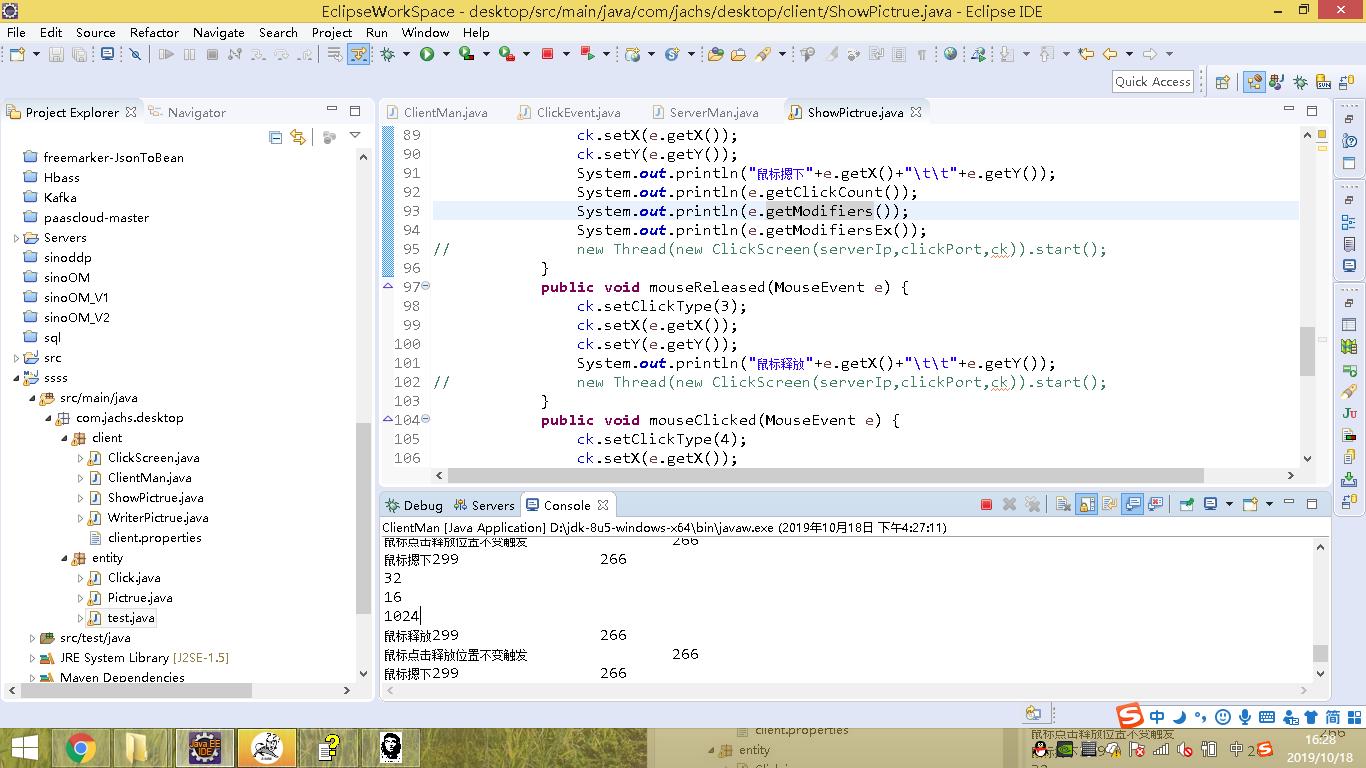 EclipseWorkSpace - desktop/src/main/java/com/jachs/desktop/client/ShowPictrue.java - Eclipse IDE
File Edit Source Refactor Navigate Search Project Run Window Help
Quick Access
Project Explorer Navigator
freemarker-JsonToBean
Hbass
Kafka
paascloud-master
Servers
sinoddp
sinoOM
sinoOM_V1
sinoOM_V2
sql
src
ssss
src/main/java
com.jachs.desktop
client
ClickScreen.java
ClientMan.java
ShowPictrue.java
WriterPictrue.java
client.properties
entity
Click.java
Pictrue.java
test.java
src/test/java
JRE System Library [J2SE-1.5]
Maven Dependencies
ClientMan.java ClickEvent.java ServerMan.java ShowPictrue.java
89 ck.setX(e.getX());
90 ck.setY(e.getY());
91 System.out.println("鼠标摁下"+e.getX()+"\t\t"+e.getY());
92 System.out.println(e.getClickCount());
93 System.out.println(e.getModifiers());
94 System.out.println(e.getModifiersEx());
95 // new Thread(new ClickScreen(serverIp,clickPort,ck)).start();
96 }
97 public void mouseReleased(MouseEvent e) {
98 ck.setClickType(3);
99 ck.setX(e.getX());
100 ck.setY(e.getY());
101 System.out.println("鼠标释放"+e.getX()+"\t\t"+e.getY());
102 // new Thread(new ClickScreen(serverIp,clickPort,ck)).start();
103 }
104 public void mouseClicked(MouseEvent e) {
105 ck.setClickType(4);
106 ck.setX(e.getX());
Debug Servers Console
ClientMan [Java Application] D:\jdk-8u5-windows-x64\bin\javaw.exe (2019年10月18日 下午4:27:11)
鼠标点击释放位置不变触发 266
鼠标摁下299 266
32
16
1024
鼠标释放299 266
鼠标点击释放位置不变触发 266
鼠标摁下299 266
中 简
client.properties
entity
鼠标点击释放位置不变触发
16:28
2019/10/18